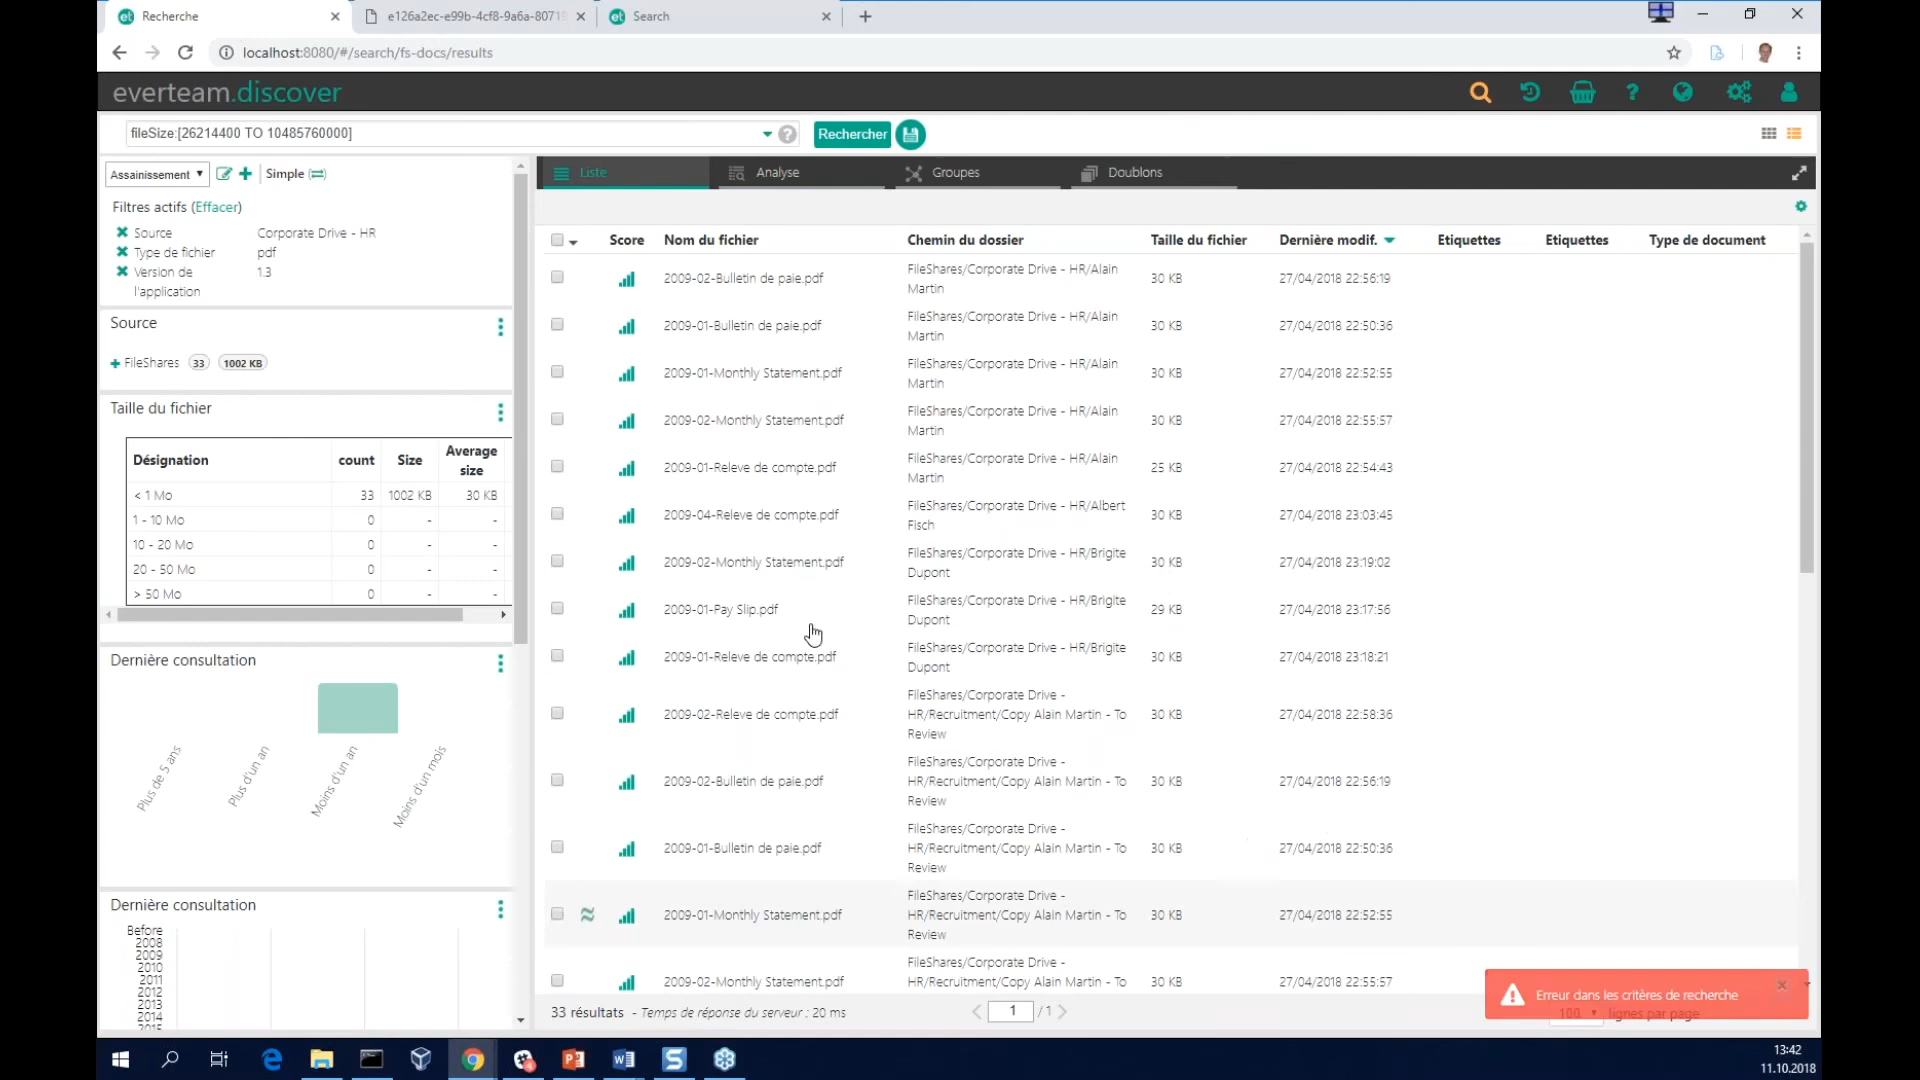 Recherche
e126a2ec-e99b-4cf8-9a6a-8071
Search
localhost:8080/#/search/fs-docs/results
everteam.discover
fileSize:[26214400 TO 10485760000]
Rechercher
Assainissement
Simple
Filtres actifs (Effacer)
Source Corporate Drive - HR
Type de fichier pdf
Version de 1.3
l'application
Source
FileShares 33 1002 KB
Taille du fichier
Désignation count Size Average
size
< 1 Mo 33 1002 KB 30 KB
1 - 10 Mo 0 - -
10 - 20 Mo 0 - -
20 - 50 Mo 0 - -
> 50 Mo 0 - -
Dernière consultation
Plus de 5 ans
Plus d'un an
Moins d'un an
Moins d'un mois
Dernière consultation
Before
2008
2009
2010
2011
2012
2013
2014
2015
Liste
Analyse
Groupes
Doublons
Score Nom du fichier Chemin du dossier Taille du fichier Dernière modif. Etiquettes Etiquettes Type de document
2009-02-Bulletin de paie.pdf FileShares/Corporate Drive - HR/Alain 30 KB 27/04/2018 22:56:19
Martin
2009-01-Bulletin de paie.pdf FileShares/Corporate Drive - HR/Alain 30 KB 27/04/2018 22:50:36
Martin
2009-01-Monthly Statement.pdf FileShares/Corporate Drive - HR/Alain 30 KB 27/04/2018 22:52:55
Martin
2009-02-Monthly Statement.pdf FileShares/Corporate Drive - HR/Alain 30 KB 27/04/2018 22:55:57
Martin
2009-01-Releve de compte.pdf FileShares/Corporate Drive - HR/Alain 25 KB 27/04/2018 22:54:43
Martin
2009-04-Releve de compte.pdf FileShares/Corporate Drive - HR/Albert 30 KB 27/04/2018 23:03:45
Fisch
2009-02-Monthly Statement.pdf FileShares/Corporate Drive - HR/Brigite 30 KB 27/04/2018 23:19:02
Dupont
2009-01-Pay Slip.pdf FileShares/Corporate Drive - HR/Brigite 29 KB 27/04/2018 23:17:56
Dupont
2009-01-Releve de compte.pdf FileShares/Corporate Drive - HR/Brigite 30 KB 27/04/2018 23:18:21
Dupont
FileShares/Corporate Drive -
2009-02-Releve de compte.pdf HR/Recruitment/Copy Alain Martin - To 30 KB 27/04/2018 22:58:36
Review
FileShares/Corporate Drive -
2009-02-Bulletin de paie.pdf HR/Recruitment/Copy Alain Martin - To 30 KB 27/04/2018 22:56:19
Review
FileShares/Corporate Drive -
2009-01-Bulletin de paie.pdf HR/Recruitment/Copy Alain Martin - To 30 KB 27/04/2018 22:50:36
Review
FileShares/Corporate Drive -
2009-01-Monthly Statement.pdf HR/Recruitment/Copy Alain Martin - To 30 KB 27/04/2018 22:52:55
Review
FileShares/Corporate Drive -
2009-02-Monthly Statement.pdf HR/Recruitment/Copy Alain Martin - To 30 KB 27/04/2018 22:55:57
Erreur dans les critères de recherche
33 résultats - Temps de réponse du serveur : 20 ms
1 / 1
100 lignes par page
13:42
11.10.2018